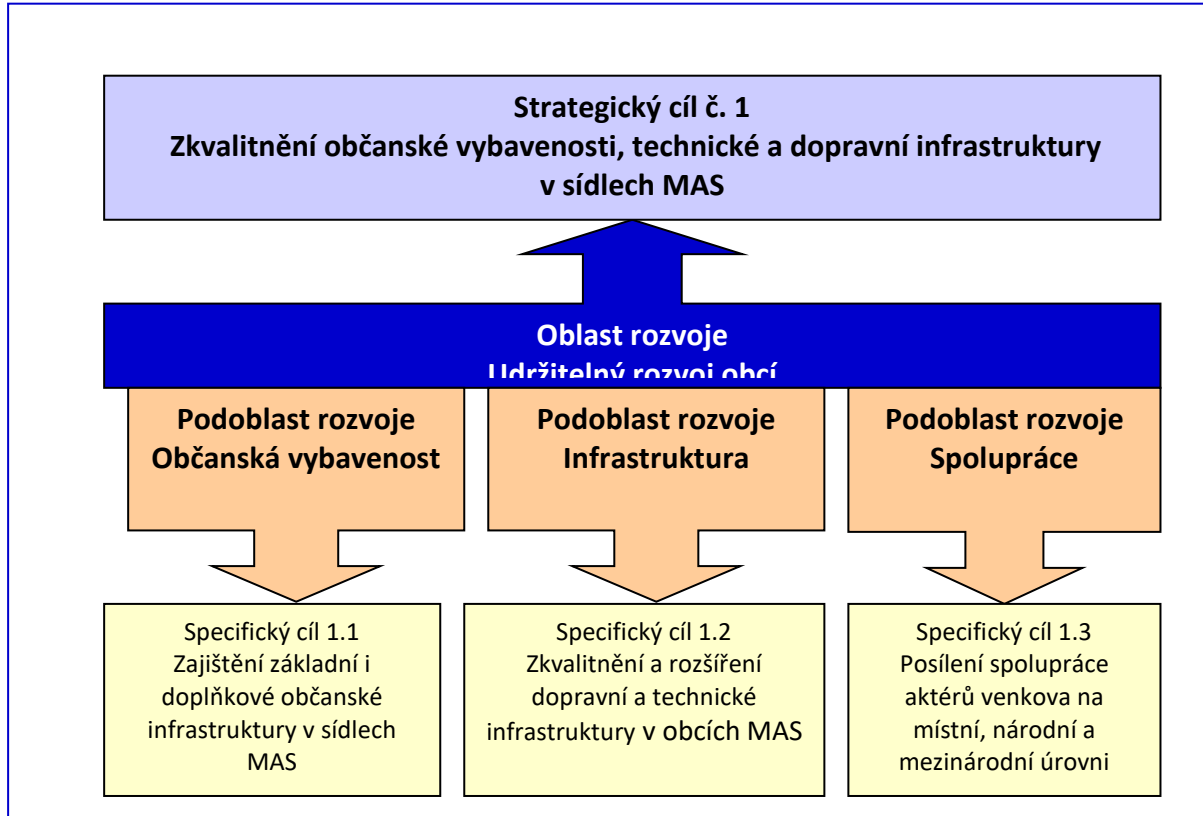 Strategický cíl č. 1
Zkvalitnění občanské vybavenosti, technické a dopravní infrastruktury
v sídlech MAS
Oblast rozvoje
Udržitelný rozvoj obcí
Podoblast rozvoje
Občanská vybavenost
Podoblast rozvoje
Infrastruktura
Podoblast rozvoje
Spolupráce
Specifický cíl 1.1
Zajištění základní i
doplňkové občanské
infrastruktury v sídlech
MAS
Specifický cíl 1.2
Zkvalitnění a rozšíření
dopravní a technické
infrastruktury v obcích MAS
Specifický cíl 1.3
Posílení spolupráce
aktérů venkova na
místní, národní a
mezinárodní úrovni